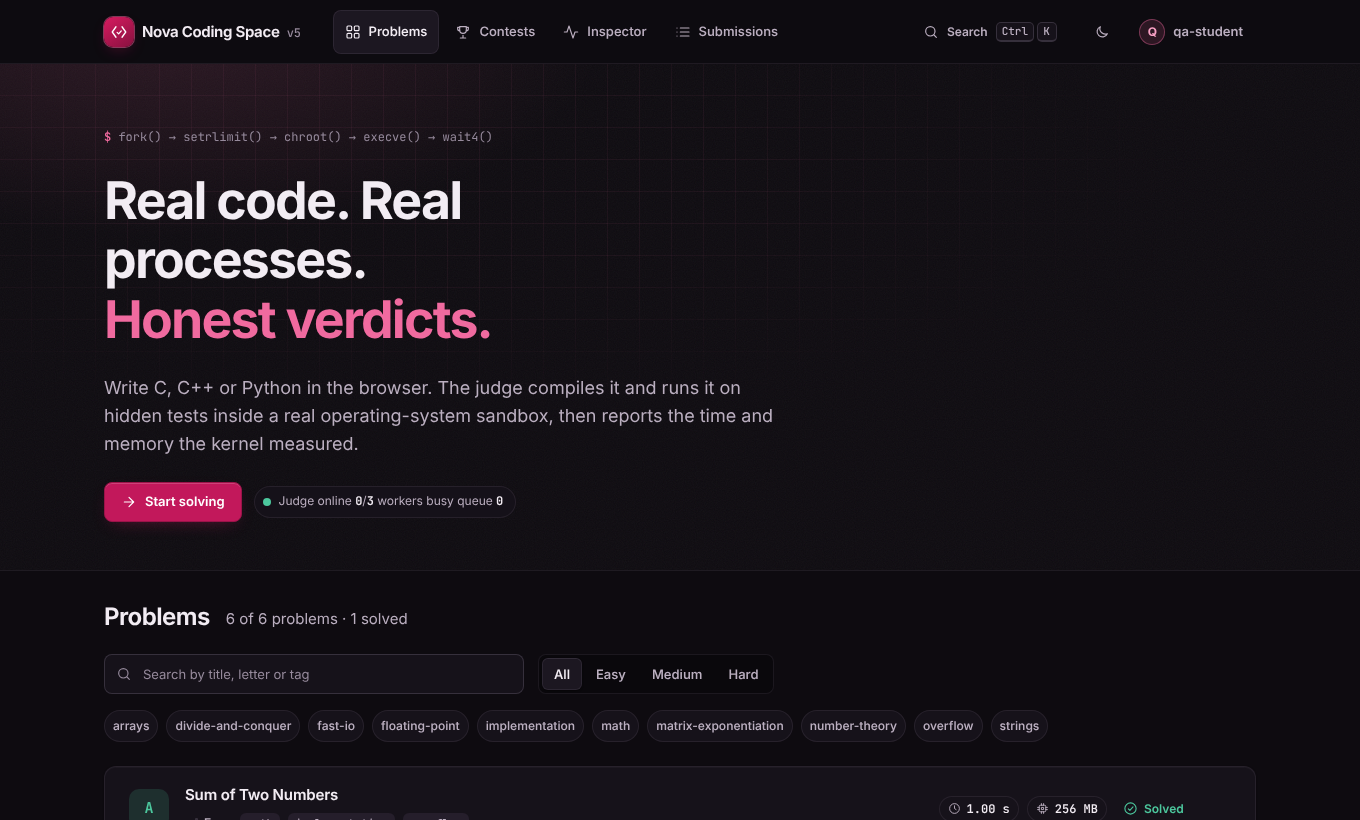 Nova Coding Space v5
Problems
Contests
Inspector
Submissions
Search Ctrl K
Q qa-student
$ fork() → setrlimit() → chroot() → execve() → wait4()
Real code. Real
processes.
Honest verdicts.
Write C, C++ or Python in the browser. The judge compiles it and runs it on
hidden tests inside a real operating-system sandbox, then reports the time and
memory the kernel measured.
Start solving
Judge online 0/3 workers busy queue 0
Problems 6 of 6 problems · 1 solved
Search by title, letter or tag
All Easy Medium Hard
arrays divide-and-conquer fast-io floating-point implementation math matrix-exponentiation number-theory overflow strings
A Sum of Two Numbers 1.00 s 256 MB Solved